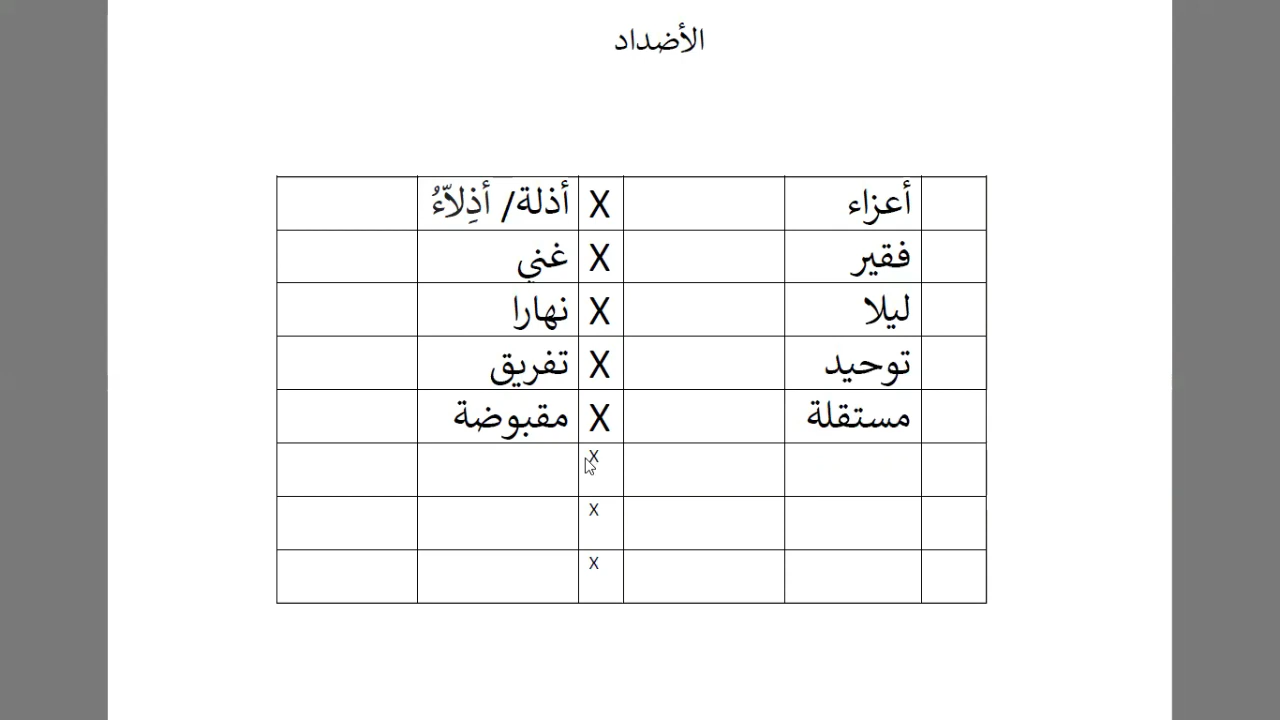 الأضداد
أعزاء X أذلة/ أذِلاّءُ
فقير X غني
ليلا X نهارا
توحيد X تفريق
مستقلة X مقبوضة
X
X
X